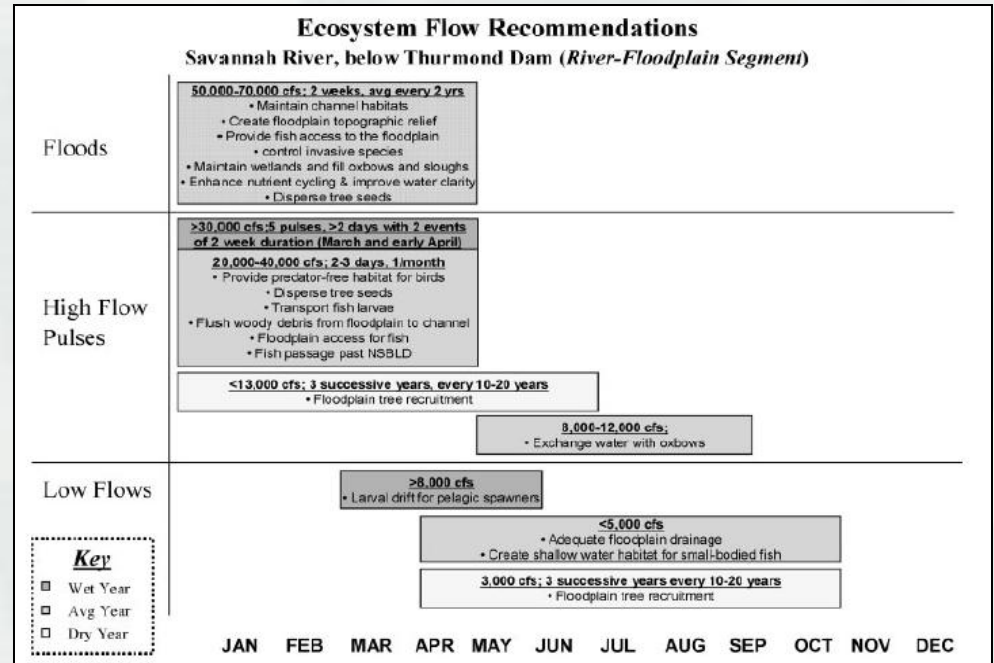 Ecosystem Flow Recommendations
Savannah River, below Thurmond Dam (River-Floodplain Segment)
Floods
50,000-70,000 cfs; 2 weeks, avg every 2 yrs
• Maintain channel habitats
• Create floodplain topographic relief
• Provide fish access to the floodplain
• control invasive species
• Maintain wetlands and fill oxbows and sloughs
• Enhance nutrient cycling & improve water clarity
• Disperse tree seeds
High Flow
Pulses
>30,000 cfs;5 pulses, >2 days with 2 events
of 2 week duration (March and early April)
20,000-40,000 cfs; 2-3 days, 1/month
• Provide predator-free habitat for birds
• Disperse tree seeds
• Transport fish larvae
• Flush woody debris from floodplain to channel
• Floodplain access for fish
• Fish passage past NSBLD
<13,000 cfs; 3 successive years, every 10-20 years
• Floodplain tree recruitment
8,000-12,000 cfs;
• Exchange water with oxbows
Low Flows
>8,000 cfs
• Larval drift for pelagic spawners
<5,000 cfs
• Adequate floodplain drainage
• Create shallow water habitat for small-bodied fish
3,000 cfs; 3 successive years every 10-20 years
• Floodplain tree recruitment
Key
Wet Year
Avg Year
Dry Year
JAN FEB MAR APR MAY JUN JUL AUG SEP OCT NOV DEC